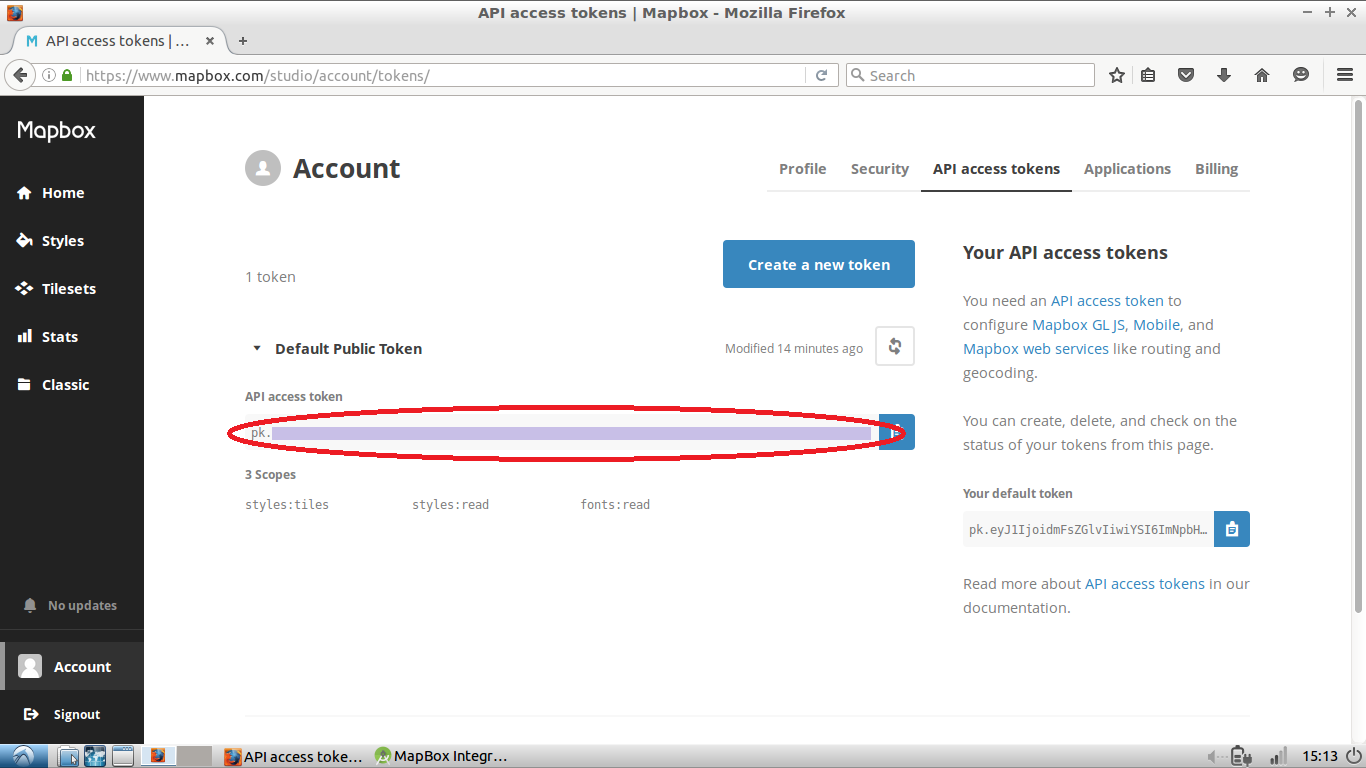 API access tokens | Mapbox - Mozilla Firefox
M API access tokens | ...
https://www.mapbox.com/studio/account/tokens/
Search
Mapbox
Home
Styles
Tilesets
Stats
Classic
No updates
Account
Signout
Account
Profile Security API access tokens Applications Billing
1 token
Create a new token
Default Public Token
Modified 14 minutes ago
API access token
pk.
3 Scopes
styles:tiles styles:read fonts:read
Your API access tokens
You need an API access token to
configure Mapbox GL JS, Mobile, and
Mapbox web services like routing and
geocoding.
You can create, delete, and check on the
status of your tokens from this page.
Your default token
pk.eyJ1IjoidmFsZGlvIiwiYSI6ImNpbH...
Read more about API access tokens in our
documentation.
API access toke...
MapBox Integr...
15:13